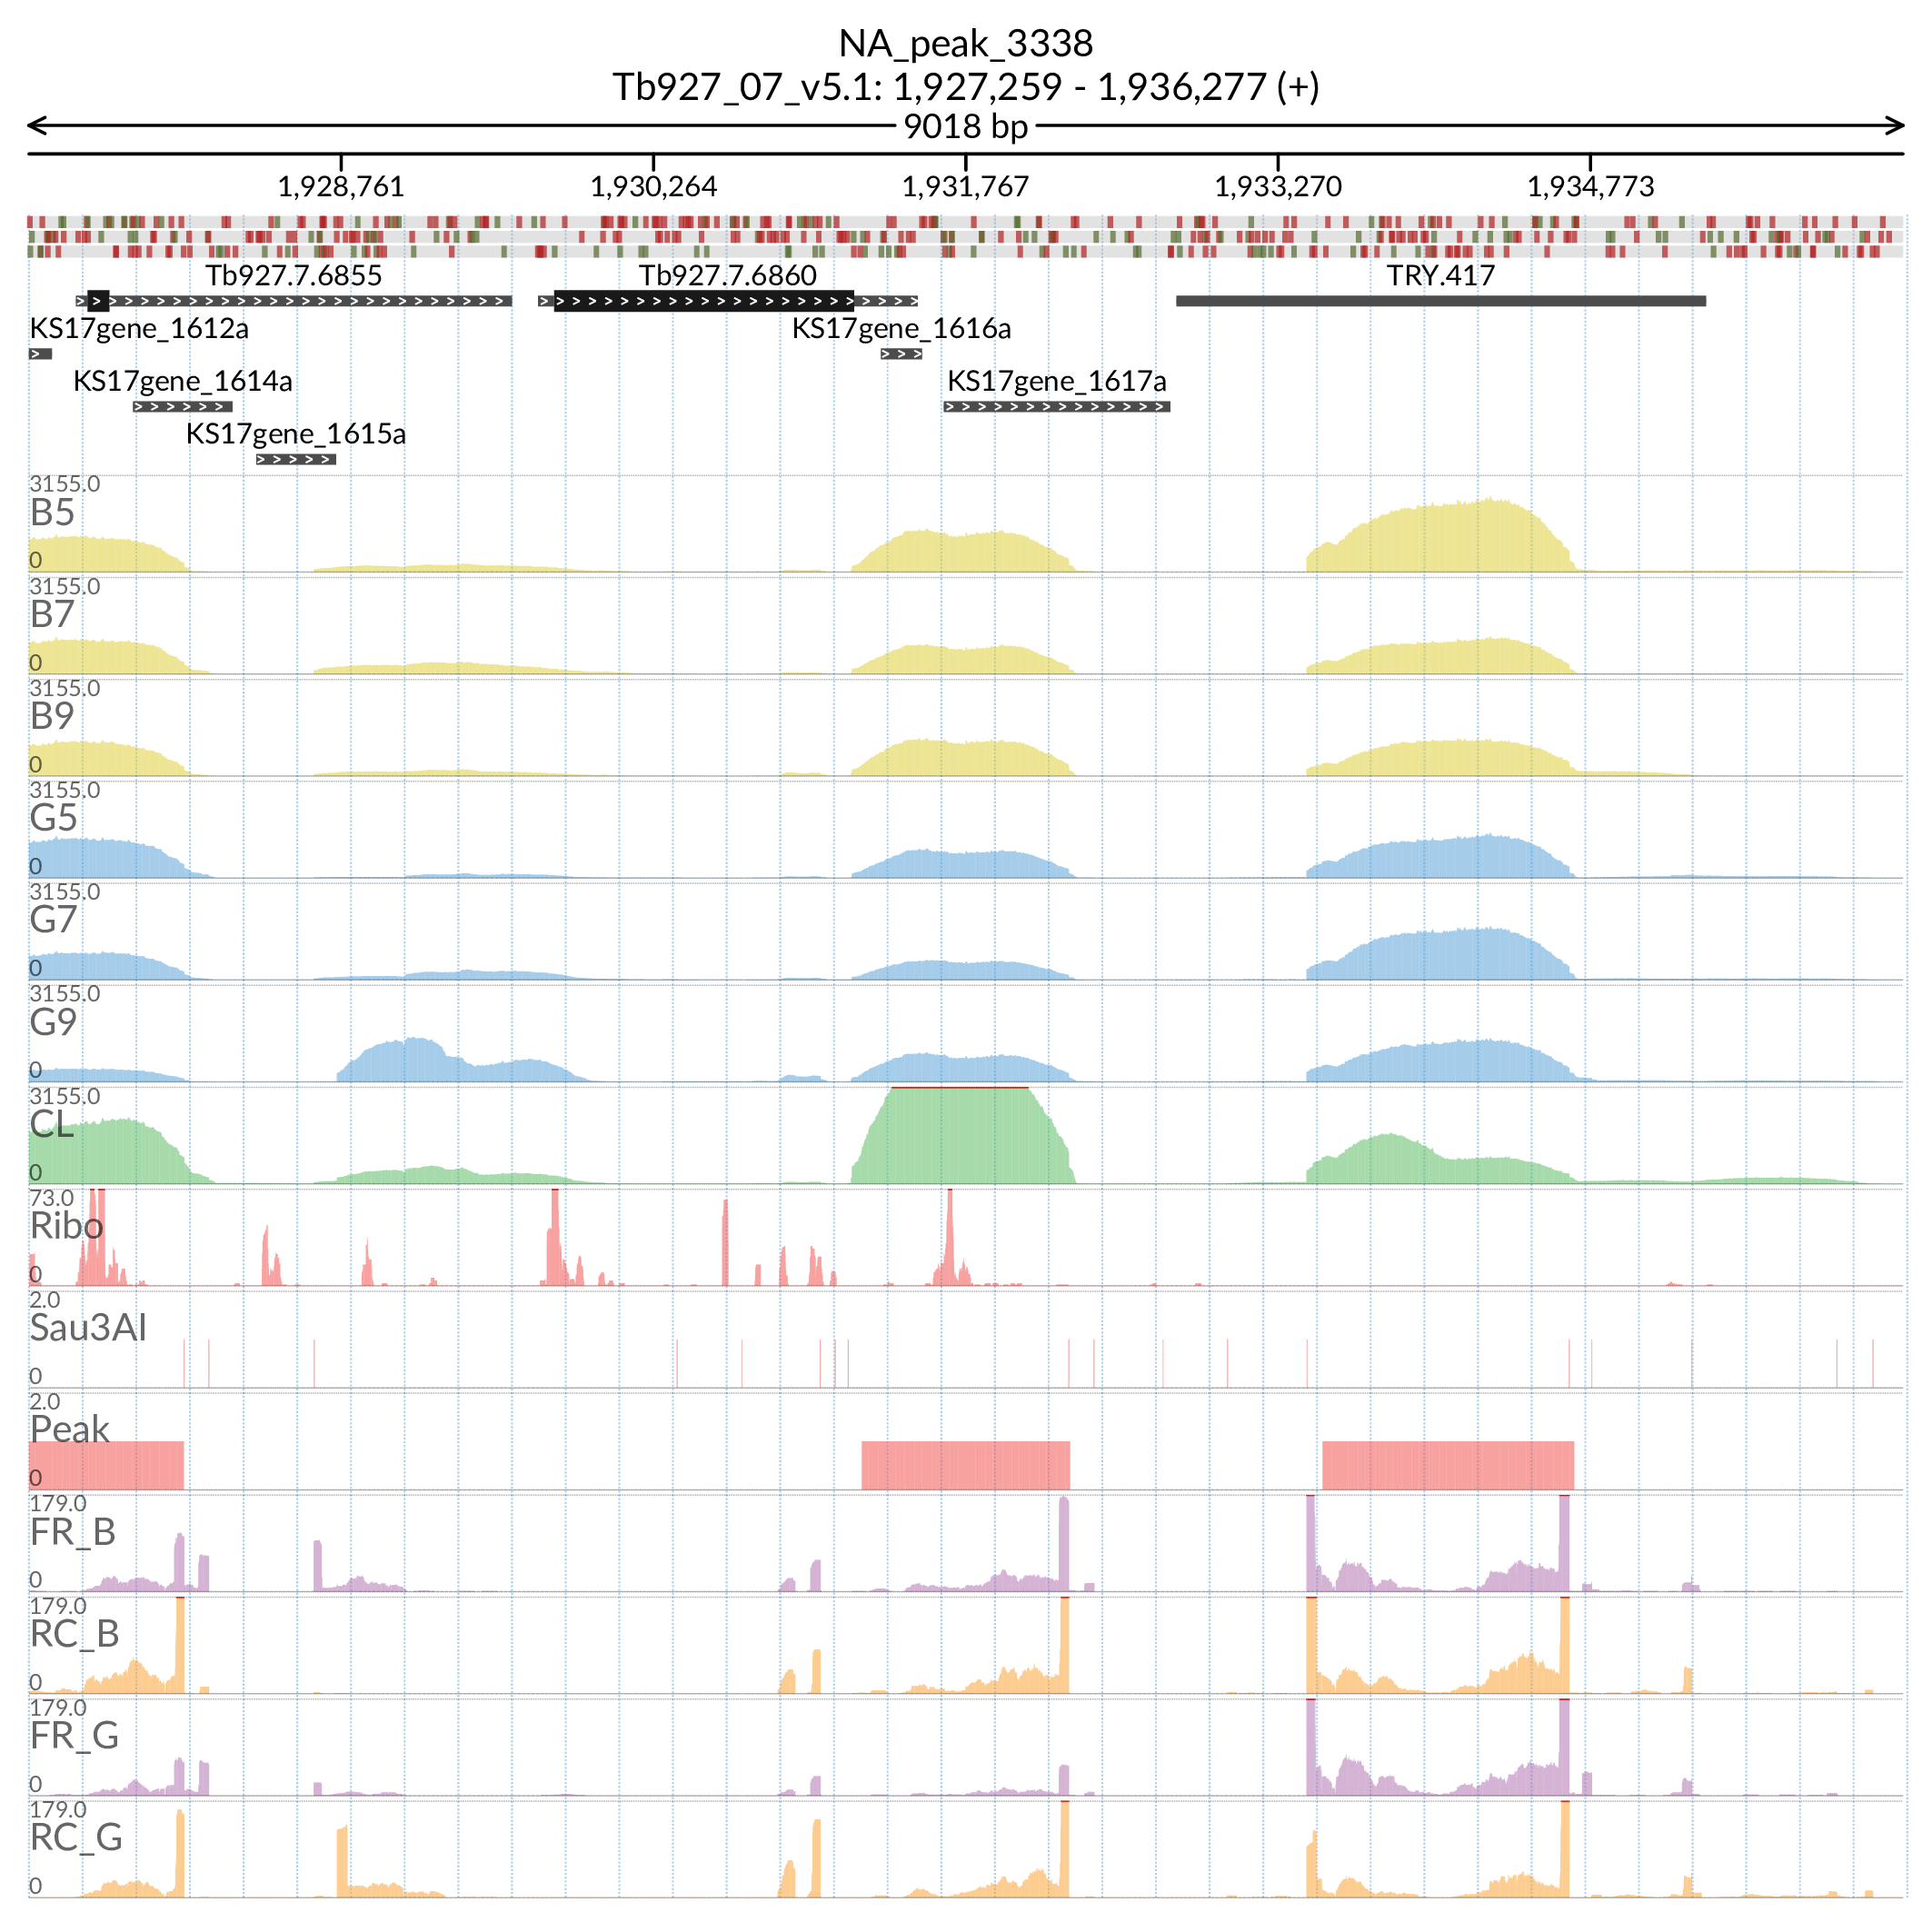 NA_peak_3338
Tb927_07_v5.1: 1,927,259 - 1,936,277 (+)
9018 bp
1,928,761 1,930,264 1,931,767 1,933,270 1,934,773
Tb927.7.6855 Tb927.7.6860 TRY.417
KS17gene_1612a KS17gene_1616a
KS17gene_1614a KS17gene_1617a
KS17gene_1615a
3155.0
B5
0
3155.0
B7
0
3155.0
B9
0
3155.0
G5
0
3155.0
G7
0
3155.0
G9
0
3155.0
CL
0
73.0
Ribo
0
2.0
Sau3AI
0
2.0
Peak
0
179.0
FR_B
0
179.0
RC_B
0
179.0
FR_G
0
179.0
RC_G
0